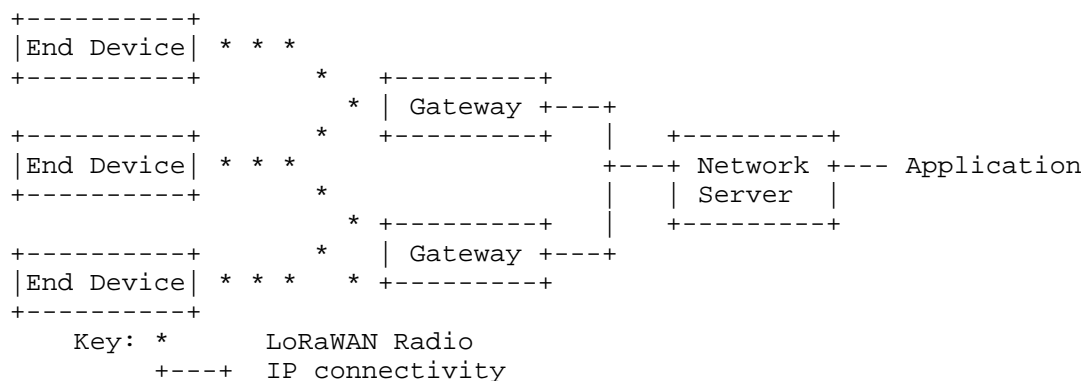 +----------+
|End Device| * * *
+----------+       *   +---------+
                     * | Gateway +---+
+----------+       *   +---------+   |   +---------+
|End Device| * * *                   +---+ Network +--- Application
+----------+       *                 |   | Server  |
                     * +---------+   |   +---------+
+----------+       *   | Gateway +---+
|End Device| * * *   * +---------+
+----------+
    Key: *      LoRaWAN Radio
         +---+  IP connectivity